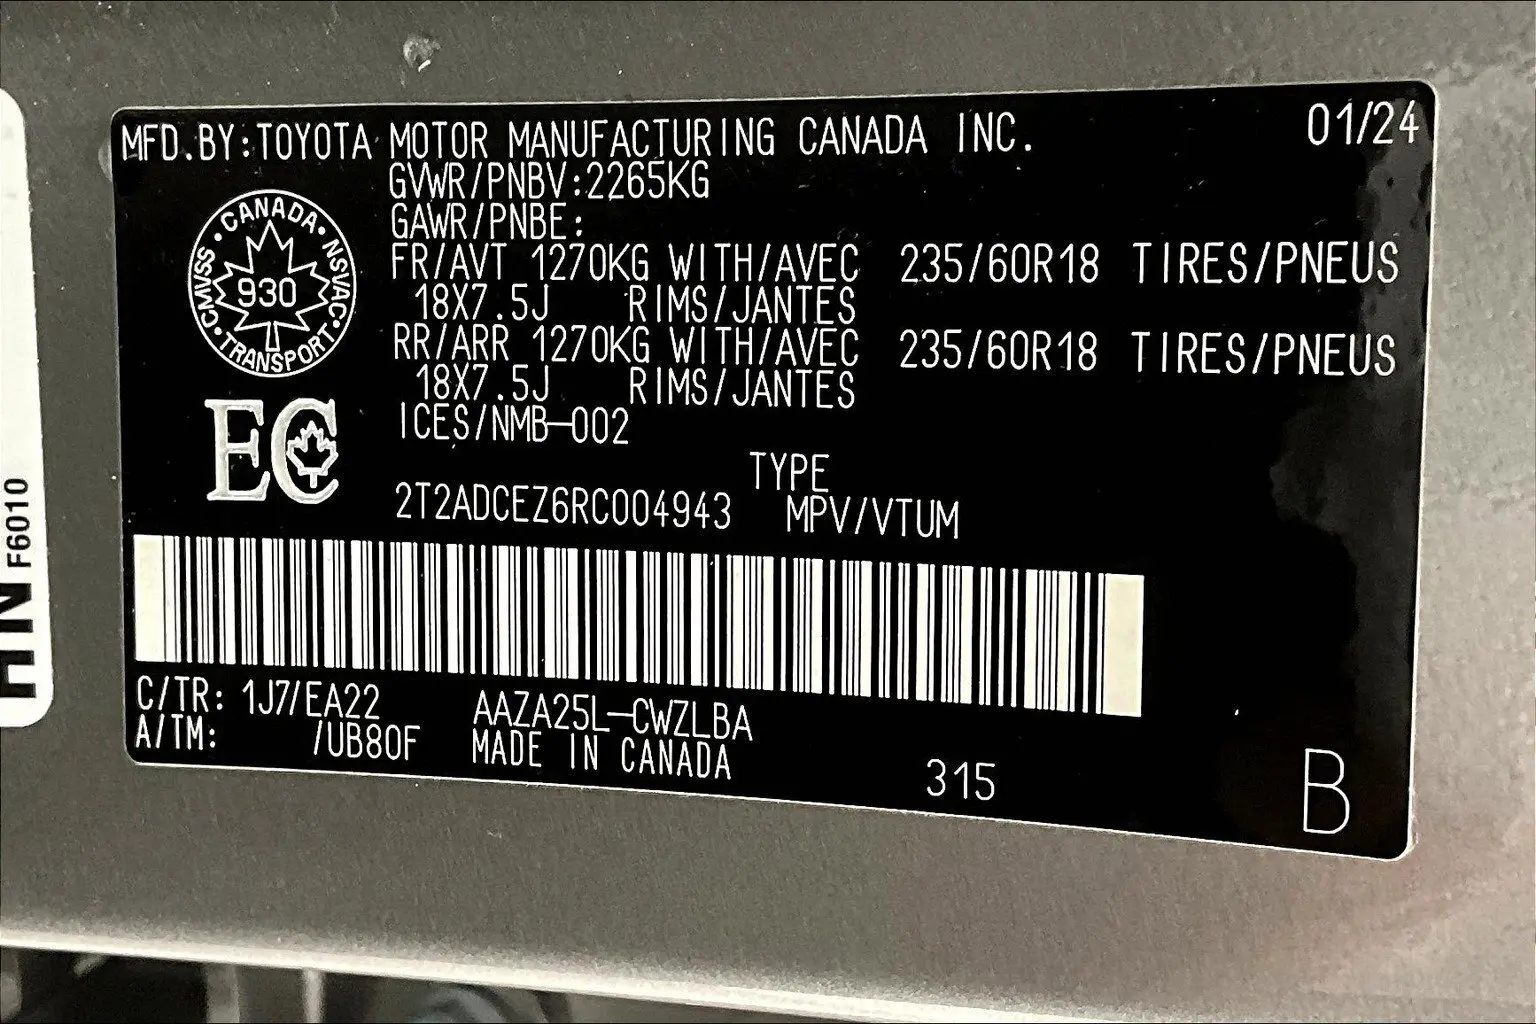 MFD.BY:TOYOTA MOTOR MANUFACTURING CANADA INC. 01/24
GVWR/PNBV:2265KG
GAWR/PNBE:
FR/AVT 1270KG WITH/AVEC 235/60R18 TIRES/PNEUS
18X7.5J RIMS/JANTES
RR/ARR 1270KG WITH/AVEC 235/60R18 TIRES/PNEUS
18X7.5J RIMS/JANTES
ICES/NMB-002
CANADA
NSVAC
TRANSPORT
CMVSS
930
EC
TYPE
2T2ADCEZ6RC004943 MPV/VTUM
C/TR: 1J7/EA22 AAZA25L-CWZLBA
A/TM: /UB80F MADE IN CANADA
315
B
F6010